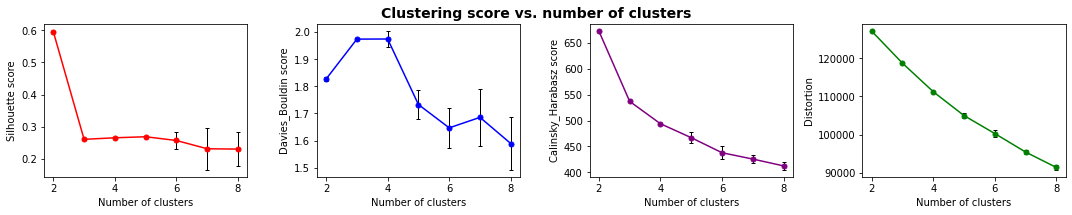 Clustering score vs. number of clusters
Silhouette score
0.6
0.5
0.4
0.3
0.2
2 4 6 8
Number of clusters
Davies_Bouldin score
2.0
1.9
1.8
1.7
1.6
1.5
2 4 6 8
Number of clusters
Calinsky_Harabasz score
650
600
550
500
450
400
2 4 6 8
Number of clusters
Distortion
120000
110000
100000
90000
2 4 6 8
Number of clusters